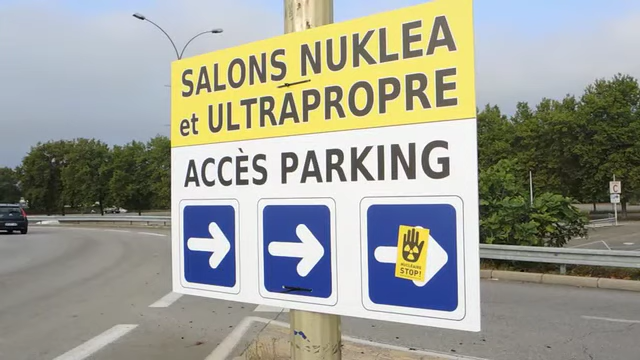 SALONS NUKLEA
et ULTRAPROPRE
ACCÈS PARKING
NUCLÉAIRE
STOP!
C